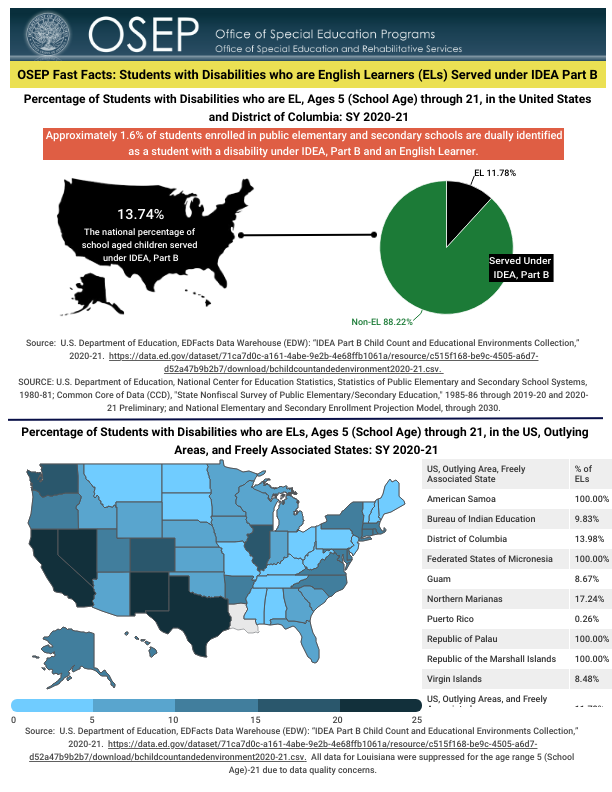 OSEP
Office of Special Education Programs
Office of Special Education and Rehabilitative Services
OSEP Fast Facts: Students with Disabilities who are English Learners (ELs) Served under IDEA Part B
Percentage of Students with Disabilities who are EL, Ages 5 (School Age) through 21, in the United States
and District of Columbia: SY 2020-21
Approximately 1.6% of students enrolled in public elementary and secondary schools are dually identified
as a student with a disability under IDEA, Part B and an English Learner.
13.74%
The national percentage of
school aged children served
under IDEA, Part B
EL 11.78%
Served Under
IDEA, Part B
Non-EL 88.22%
Source: U.S. Department of Education, EDFacts Data Warehouse (EDW): "IDEA Part B Child Count and Educational Environments Collection,"
2020-21. https://data.ed.gov/dataset/71ca7d0c-a161-4abe-9e2b-4e68ffb1061a/resource/c515f168-be9c-4505-a6d7-
d52a47b9b2b7/download/bchildcountandedenvironment2020-21.csv.
SOURCE: U.S. Department of Education, National Center for Education Statistics, Statistics of Public Elementary and Secondary School Systems,
1980-81; Common Core of Data (CCD), "State Nonfiscal Survey of Public Elementary/Secondary Education," 1985-86 through 2019-20 and 2020-
21 Preliminary; and National Elementary and Secondary Enrollment Projection Model, through 2030.
Percentage of Students with Disabilities who are ELs, Ages 5 (School Age) through 21, in the US, Outlying
Areas, and Freely Associated States: SY 2020-21
US, Outlying Area, Freely Associated State % of ELs
American Samoa 100.00%
Bureau of Indian Education 9.83%
District of Columbia 13.98%
Federated States of Micronesia 100.00%
Guam 8.67%
Northern Marianas 17.24%
Puerto Rico 0.26%
Republic of Palau 100.00%
Republic of the Marshall Islands 100.00%
Virgin Islands 8.48%
US, Outlying Areas, and Freely
0 5 10 15 20 25
Source: U.S. Department of Education, EDFacts Data Warehouse (EDW): "IDEA Part B Child Count and Educational Environments Collection,"
2020-21. https://data.ed.gov/dataset/71ca7d0c-a161-4abe-9e2b-4e68ffb1061a/resource/c515f168-be9c-4505-a6d7-
d52a47b9b2b7/download/bchildcountandedenvironment2020-21.csv. All data for Louisiana were suppressed for the age range 5 (School
Age)-21 due to data quality concerns.